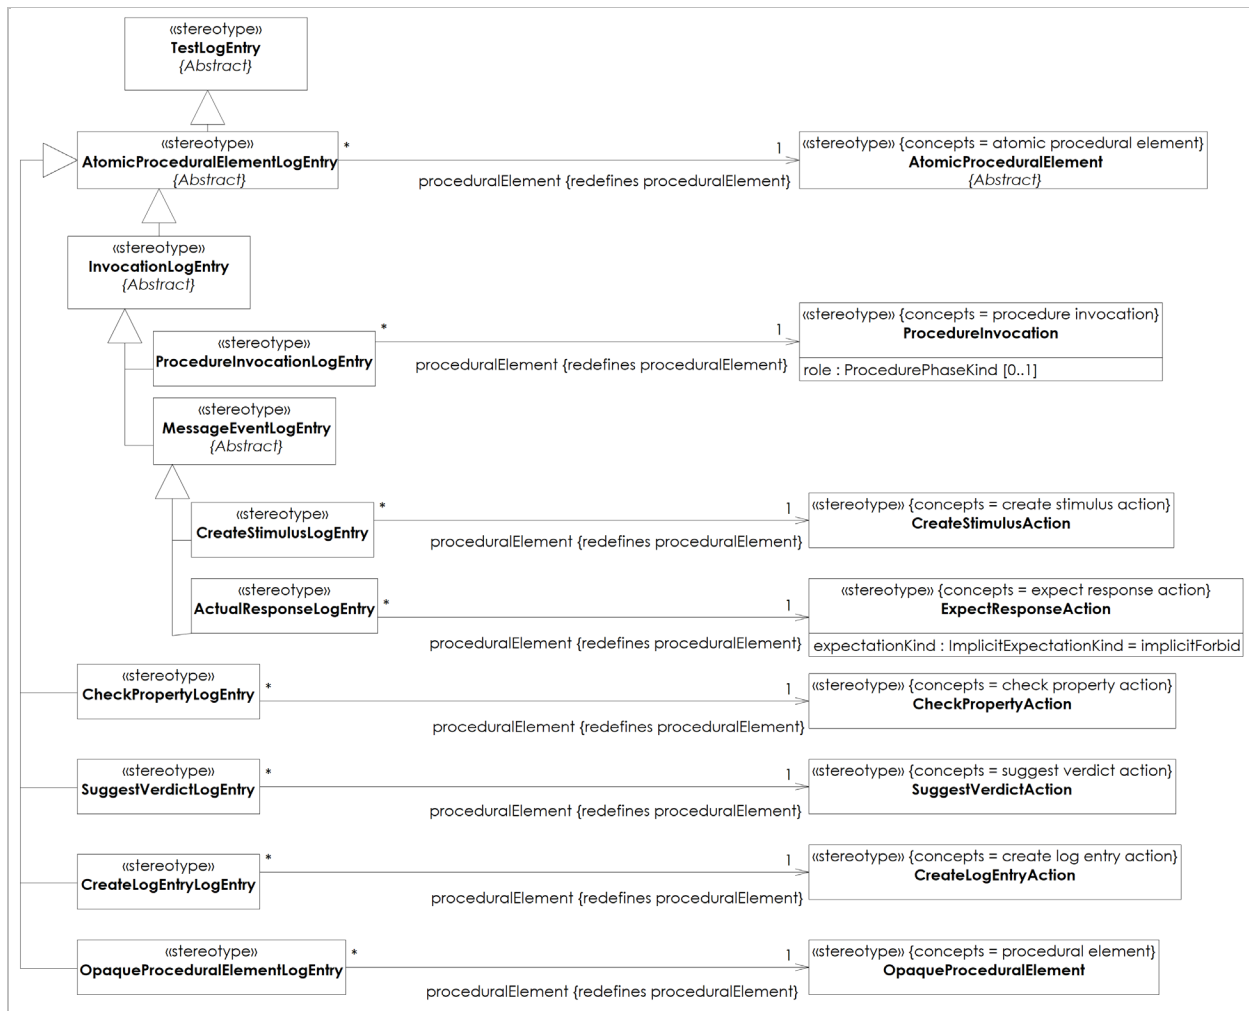 «stereotype»
TestLogEntry
{Abstract}
«stereotype»
AtomicProceduralElementLogEntry
{Abstract}
*
1
proceduralElement {redefines proceduralElement}
«stereotype» {concepts = atomic procedural element}
AtomicProceduralElement
{Abstract}
«stereotype»
InvocationLogEntry
{Abstract}
«stereotype»
ProcedureInvocationLogEntry
*
1
proceduralElement {redefines proceduralElement}
«stereotype» {concepts = procedure invocation}
ProcedureInvocation
role : ProcedurePhaseKind [0..1]
«stereotype»
MessageEventLogEntry
{Abstract}
«stereotype»
CreateStimulusLogEntry
*
1
proceduralElement {redefines proceduralElement}
«stereotype» {concepts = create stimulus action}
CreateStimulusAction
«stereotype»
ActualResponseLogEntry
*
1
proceduralElement {redefines proceduralElement}
«stereotype» {concepts = expect response action}
ExpectResponseAction
expectationKind : ImplicitExpectationKind = implicitForbid
«stereotype»
CheckPropertyLogEntry
*
1
proceduralElement {redefines proceduralElement}
«stereotype» {concepts = check property action}
CheckPropertyAction
«stereotype»
SuggestVerdictLogEntry
*
1
proceduralElement {redefines proceduralElement}
«stereotype» {concepts = suggest verdict action}
SuggestVerdictAction
«stereotype»
CreateLogEntryLogEntry
*
1
proceduralElement {redefines proceduralElement}
«stereotype» {concepts = create log entry action}
CreateLogEntryAction
«stereotype»
OpaqueProceduralElementLogEntry
*
1
proceduralElement {redefines proceduralElement}
«stereotype» {concepts = procedural element}
OpaqueProceduralElement